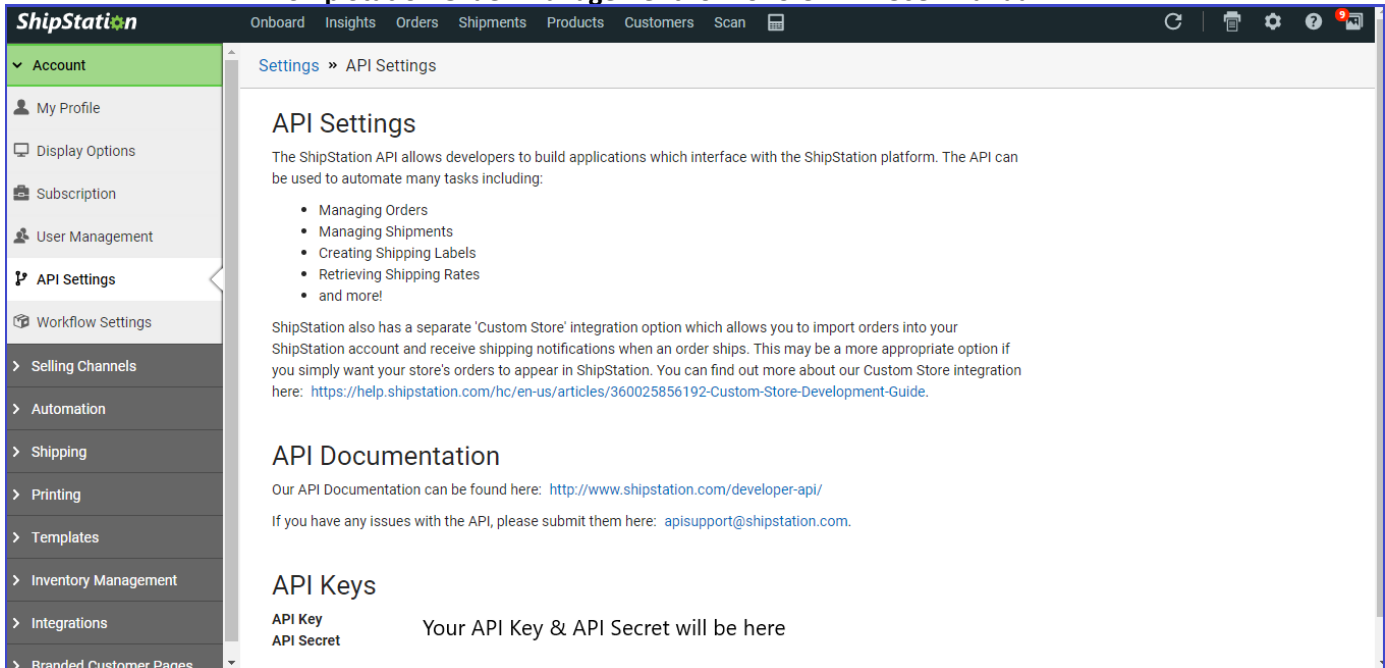 ShipStation
Onboard Insights Orders Shipments Products Customers Scan
9
Account
My Profile
Display Options
Subscription
User Management
API Settings
Workflow Settings
Selling Channels
Automation
Shipping
Printing
Templates
Inventory Management
Integrations
Branded Customer Pages
Settings » API Settings
API Settings
The ShipStation API allows developers to build applications which interface with the ShipStation platform. The API can
be used to automate many tasks including:
• Managing Orders
• Managing Shipments
• Creating Shipping Labels
• Retrieving Shipping Rates
• and more!
ShipStation also has a separate 'Custom Store' integration option which allows you to import orders into your
ShipStation account and receive shipping notifications when an order ships. This may be a more appropriate option if
you simply want your store's orders to appear in ShipStation. You can find out more about our Custom Store integration
here: https://help.shipstation.com/hc/en-us/articles/360025856192-Custom-Store-Development-Guide.
API Documentation
Our API Documentation can be found here: http://www.shipstation.com/developer-api/
If you have any issues with the API, please submit them here: apisupport@shipstation.com.
API Keys
API Key
API Secret
Your API Key & API Secret will be here